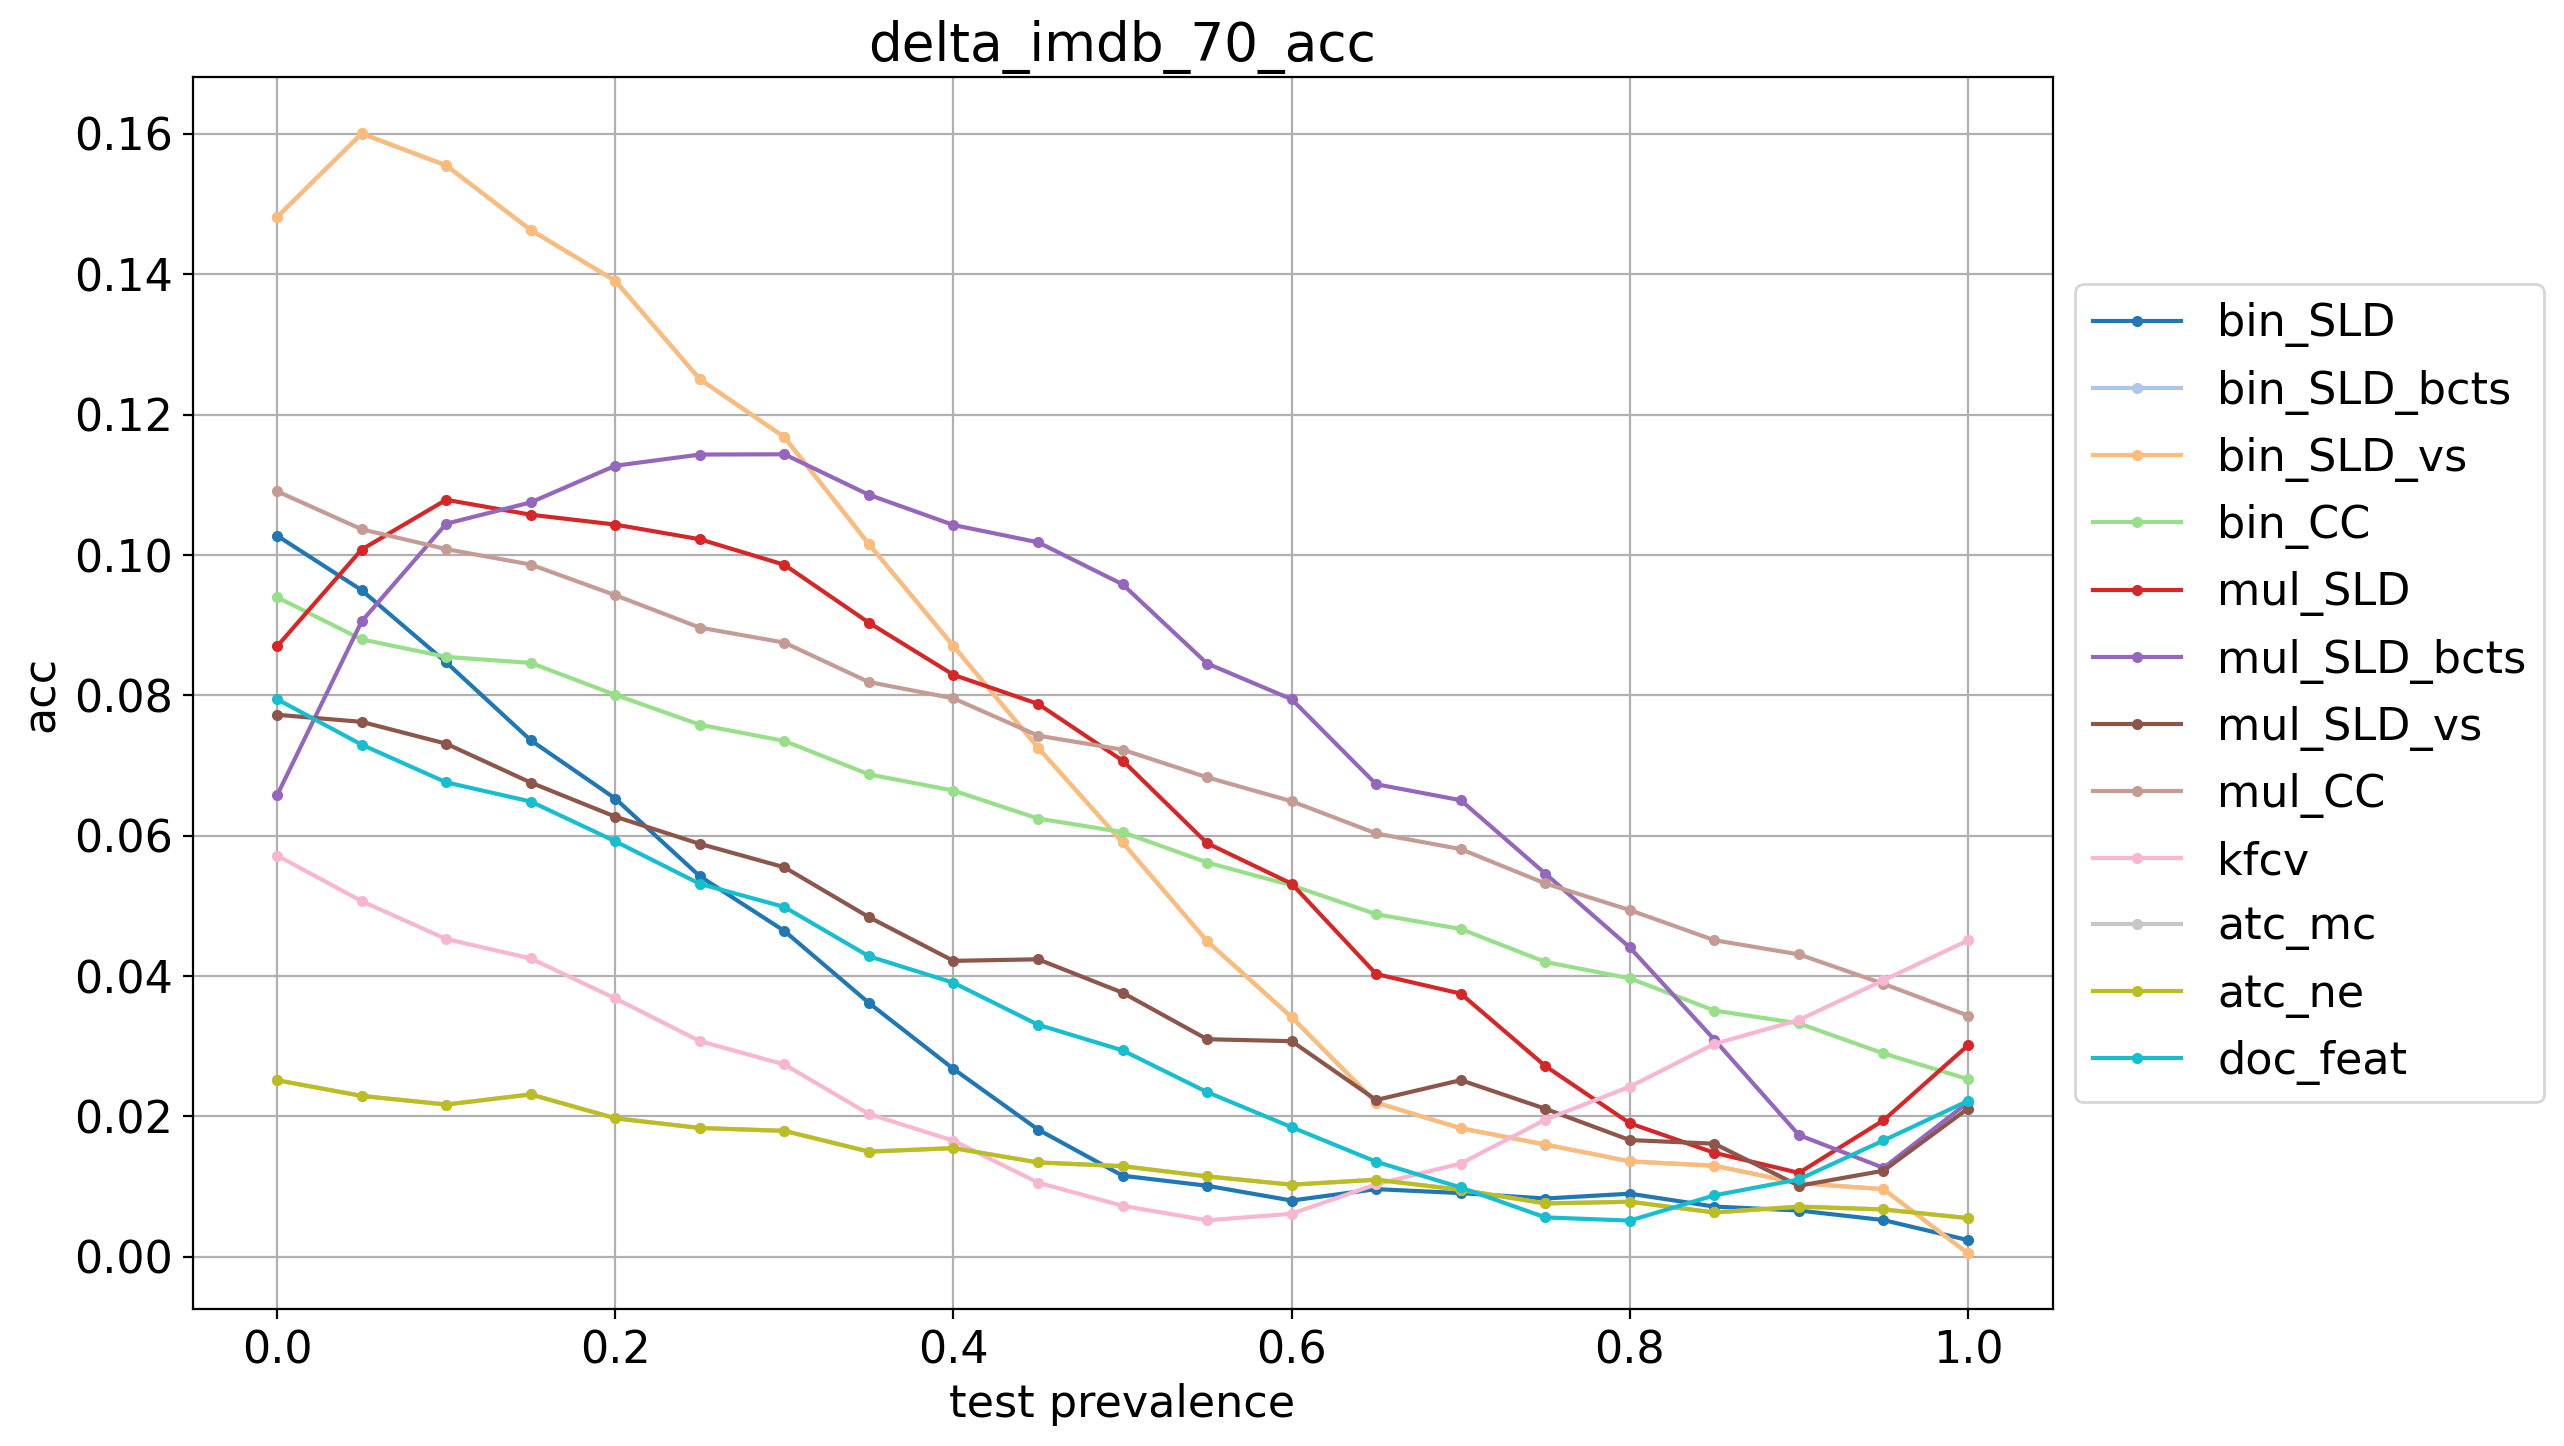 delta_imdb_70_acc
acc
0.16
0.14
0.12
0.10
0.08
0.06
0.04
0.02
0.00
0.0 0.2 0.4 0.6 0.8 1.0
test prevalence
bin_SLD
bin_SLD_bcts
bin_SLD_vs
bin_CC
mul_SLD
mul_SLD_bcts
mul_SLD_vs
mul_CC
kfcv
atc_mc
atc_ne
doc_feat